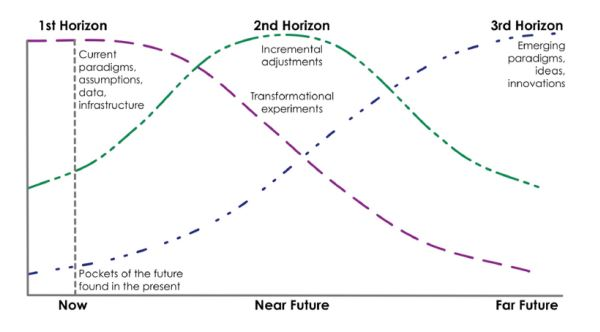 1st Horizon
2nd Horizon
3rd Horizon
Current
paradigms,
assumptions,
data,
infrastructure
Incremental
adjustments
Transformational
experiments
Emerging
paradigms,
ideas,
innovations
Pockets of the future
found in the present
Now
Near Future
Far Future